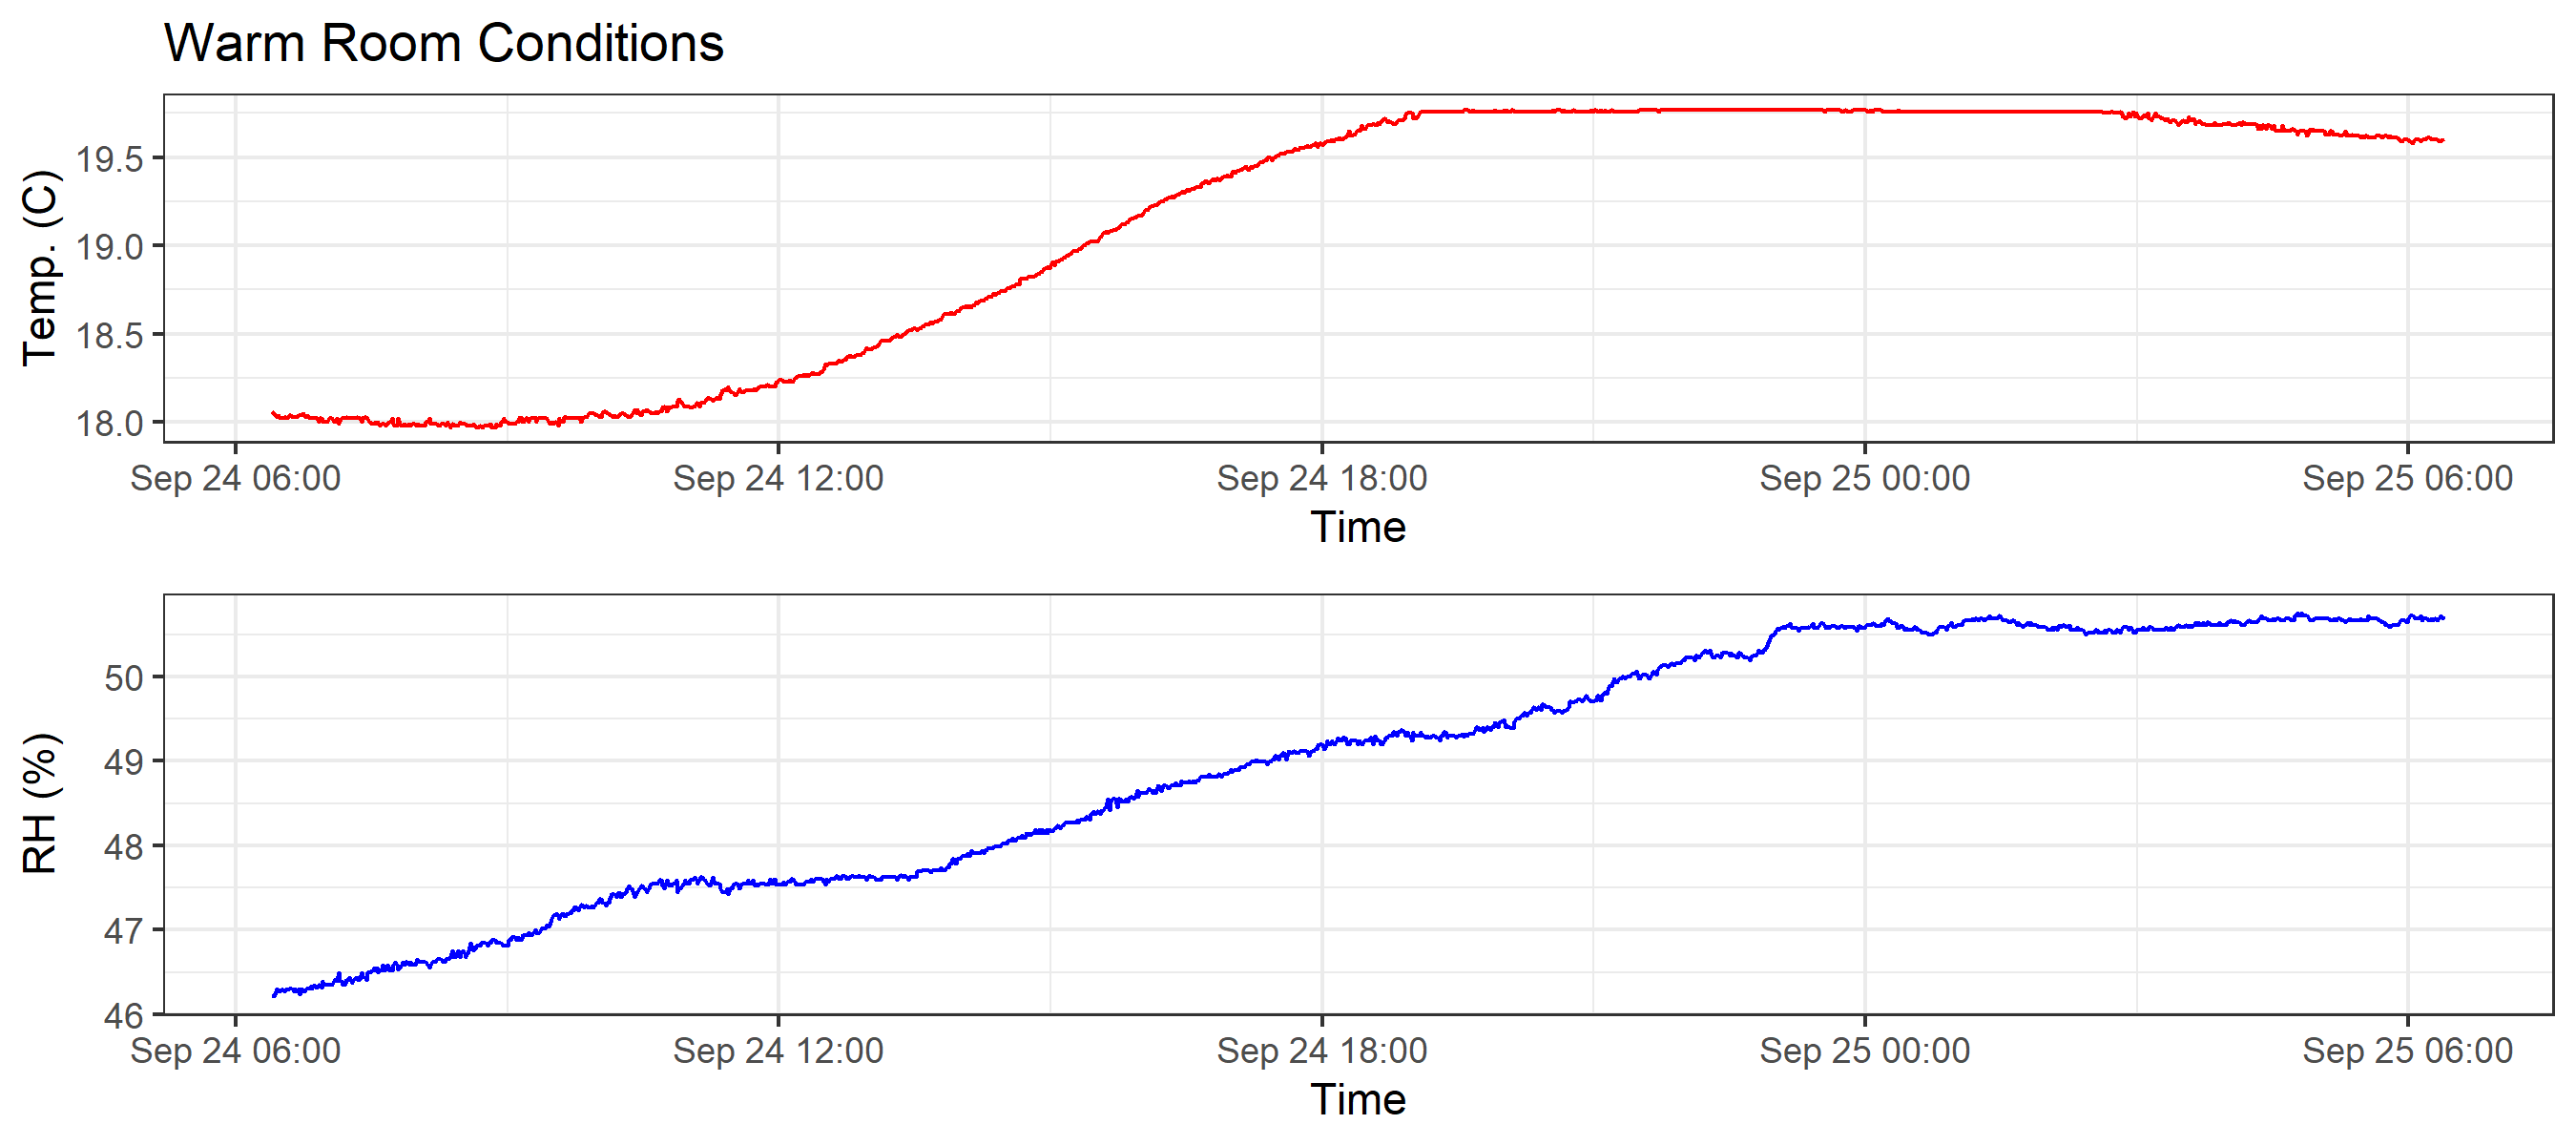 Warm Room Conditions
Temp. (C)
19.5
19.0
18.5
18.0
Sep 24 06:00 Sep 24 12:00 Sep 24 18:00 Sep 25 00:00 Sep 25 06:00
Time
RH (%)
50
49
48
47
46
Sep 24 06:00 Sep 24 12:00 Sep 24 18:00 Sep 25 00:00 Sep 25 06:00
Time